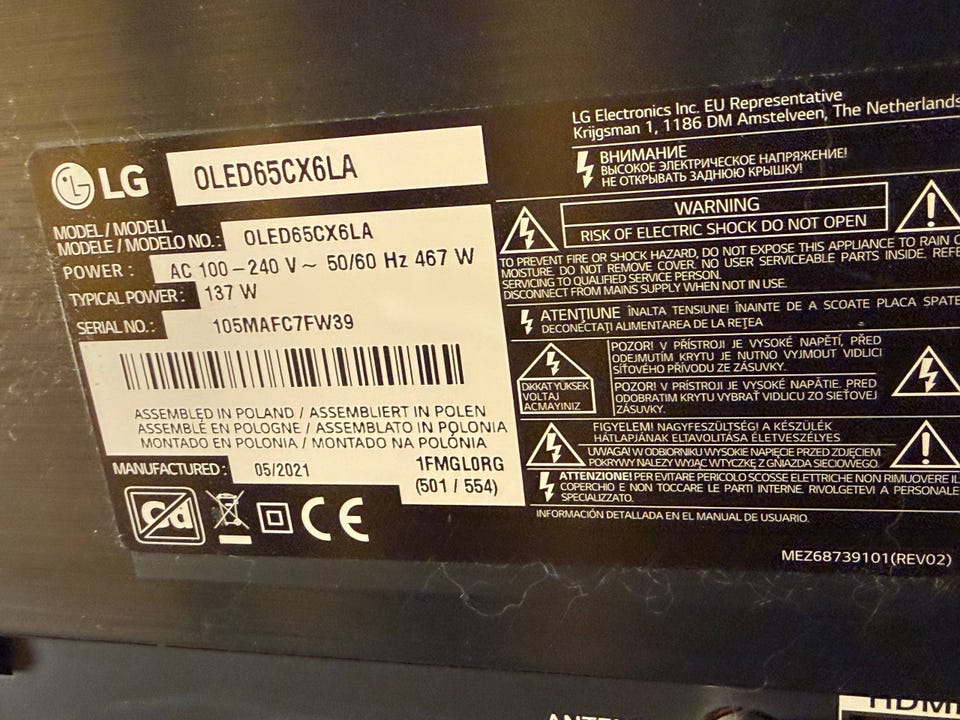 LG
OLED65CX6LA
MODEL / MODELL
MODELE / MODELO NO.: OLED65CX6LA
POWER : AC 100 – 240 V ~ 50/60 Hz 467 W
TYPICAL POWER : 137 W
SERIAL NO.: 105MAFC7FW39
ASSEMBLED IN POLAND / ASSEMBLIERT IN POLEN
ASSEMBLÉ EN POLOGNE / ASSEMBLATO IN POLONIA
MONTADO EN POLONIA / MONTADO NA POLÓNIA
MANUFACTURED : 05/2021
1FMGL0RG
(501 / 554)
Cd
CE
LG Electronics Inc. EU Representative
Krijgsman 1, 1186 DM Amstelveen, The Netherlands
ВНИМАНИЕ
ВЫСОКОЕ ЭЛЕКТРИЧЕСКОЕ НАПРЯЖЕНИЕ!
НЕ ОТКРЫВАТЬ ЗАДНЮЮ КРЫШКУ!
WARNING
RISK OF ELECTRIC SHOCK DO NOT OPEN
TO PREVENT FIRE OR SHOCK HAZARD, DO NOT EXPOSE THIS APPLIANCE TO RAIN
MOISTURE. DO NOT REMOVE COVER. NO USER SERVICEABLE PARTS INSIDE.
SERVICING TO QUALIFIED SERVICE PERSON.
DISCONNECT FROM MAINS SUPPLY WHEN NOT IN USE.
ATENȚIUNE ÎNALTA TENSIUNE! ÎNAINTE DE A SCOATE PLACA
DECONECTAȚI ALIMENTAREA DE LA REȚEA
DIKKAT YUKSEK
VOLTAJ
ACMAYINIZ
POZOR! V PŘÍSTROJI JE VYSOKÉ NAPĚTÍ, PŘED
ODEJMUTÍM KRYTU JE NUTNO VYJMOUT VIDLICI
SÍŤOVÉHO PŘÍVODU ZE ZÁSUVKY.
POZOR! V PRÍSTROJI JE VYSOKÉ NAPÄTIE. PRED
ODOBRATIM KRYTU VYBRAŤ VIDLICU ZO SIEŤOVEJ
ZÁSUVKY.
FIGYELEM! NAGYFESZÜLTSÉG! A KÉSZÜLÉK
HÁTLAPJÁNAK ELTAVOLÍTÁSA ÉLETVESZÉLYES
UWAGA! W ODBIORNIKU WYSOKIE NAPIĘCIE PRZED ZDJĘCIEM
POKRYWY NALEŻY WYJĄĆ WTYCZKĘ Z GNIAZDA SIECIOWEGO.
ATTENZIONE! PER EVITARE PERICOLO SCOSSE ELETTRICHE NON RIMUOVERE IL
COPERCHIO E NON TOCCARE LE PARTI INTERNE. RIVOLGETEVI A PERSONALE
SPECIALIZZATO.
INFORMACIÓN DETALLADA EN EL MANUAL DE USUARIO.
MEZ68739101(REV02)
HDMI